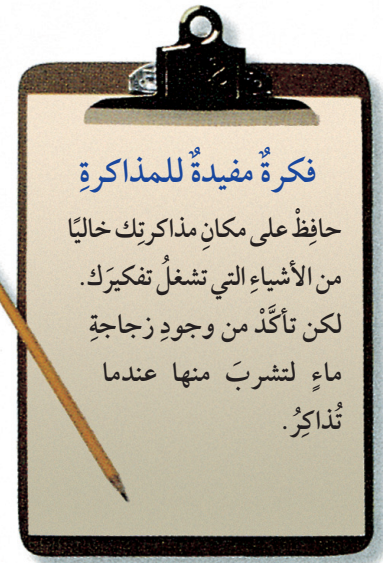 فكرةٌ مفيدةٌ للمذاكرةِ
حافِظْ على مكانِ مذاكرتِك خاليًا
من الأشياءِ التي تشغلُ تفكيرَك.
لكن تأكَّدْ من وجودِ زجاجةِ
ماءٍ لتشربَ منها عندما
تُذاكِرُ.